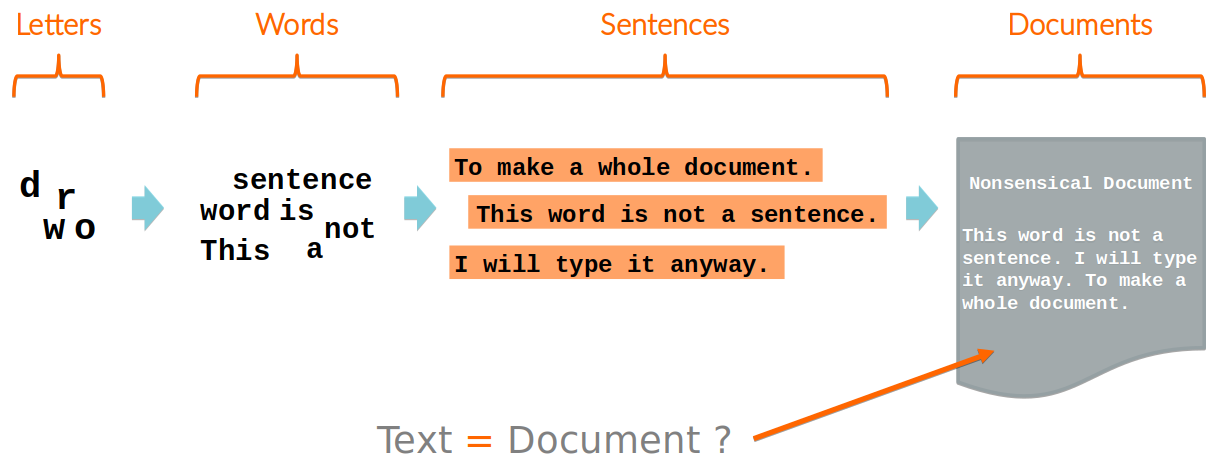 Letters
Words
Sentences
Documents
d r
w o
sentence
word is
not
This a
To make a whole document.
This word is not a sentence.
I will type it anyway.
Nonsensical Document
This word is not a
sentence. I will type
it anyway. To make a
whole document.
Text = Document ?